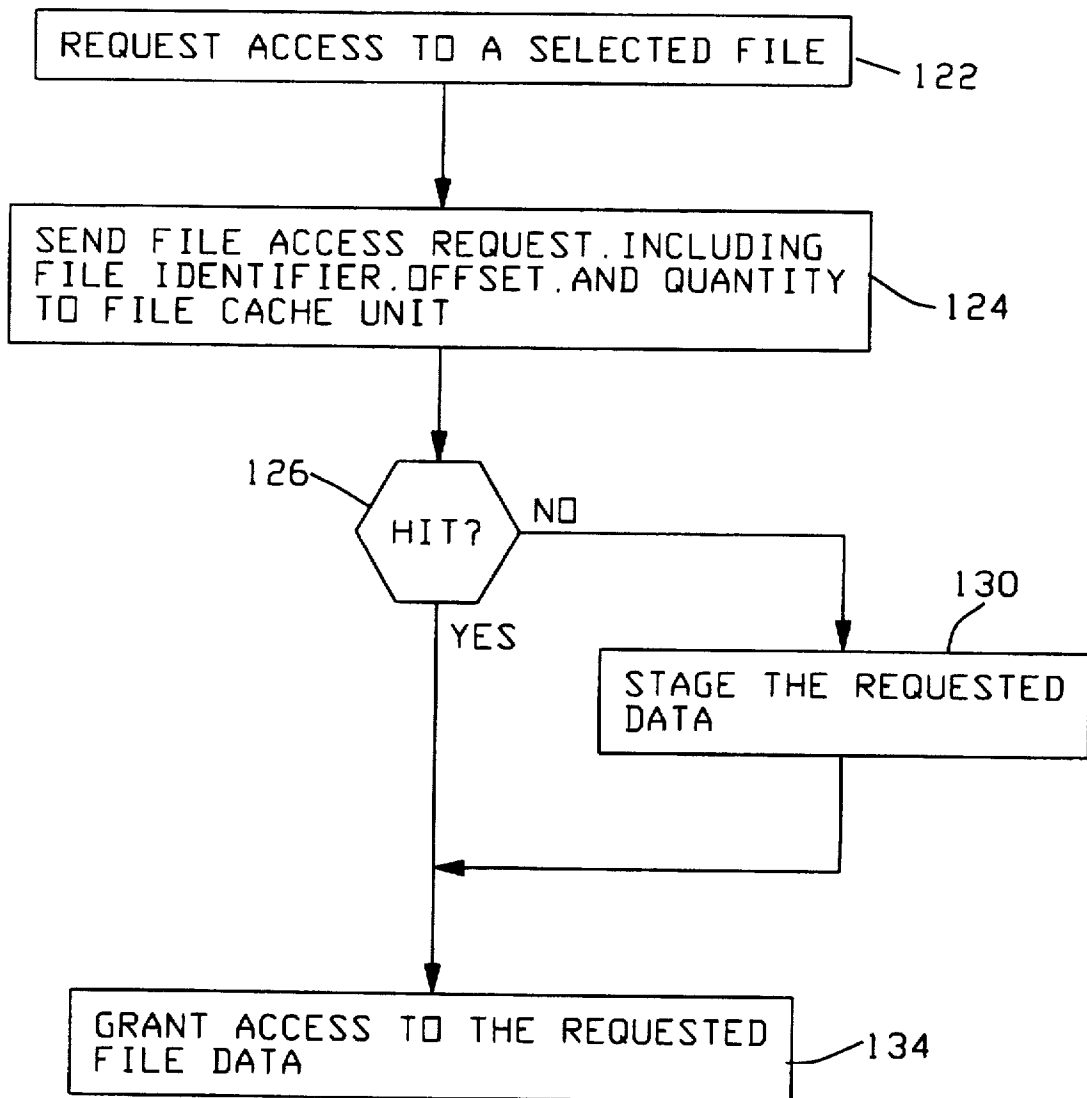 REQUEST ACCESS TO A SELECTED FILE
122
SEND FILE ACCESS REQUEST.INCLUDING
FILE IDENTIFIER.OFFSET.AND QUANTITY
TO FILE CACHE UNIT
124
126
HIT?
NO
YES
130
STAGE THE REQUESTED
DATA
GRANT ACCESS TO THE REQUESTED
FILE DATA
134